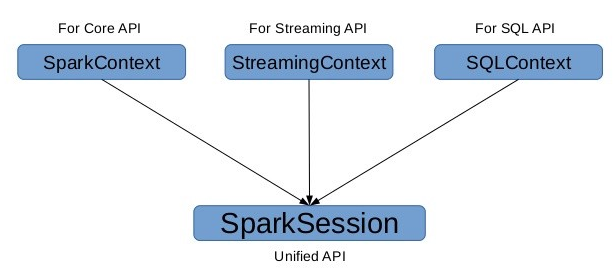 For Core API
For Streaming API
For SQL API
SparkContext
StreamingContext
SQLContext
SparkSession
Unified API